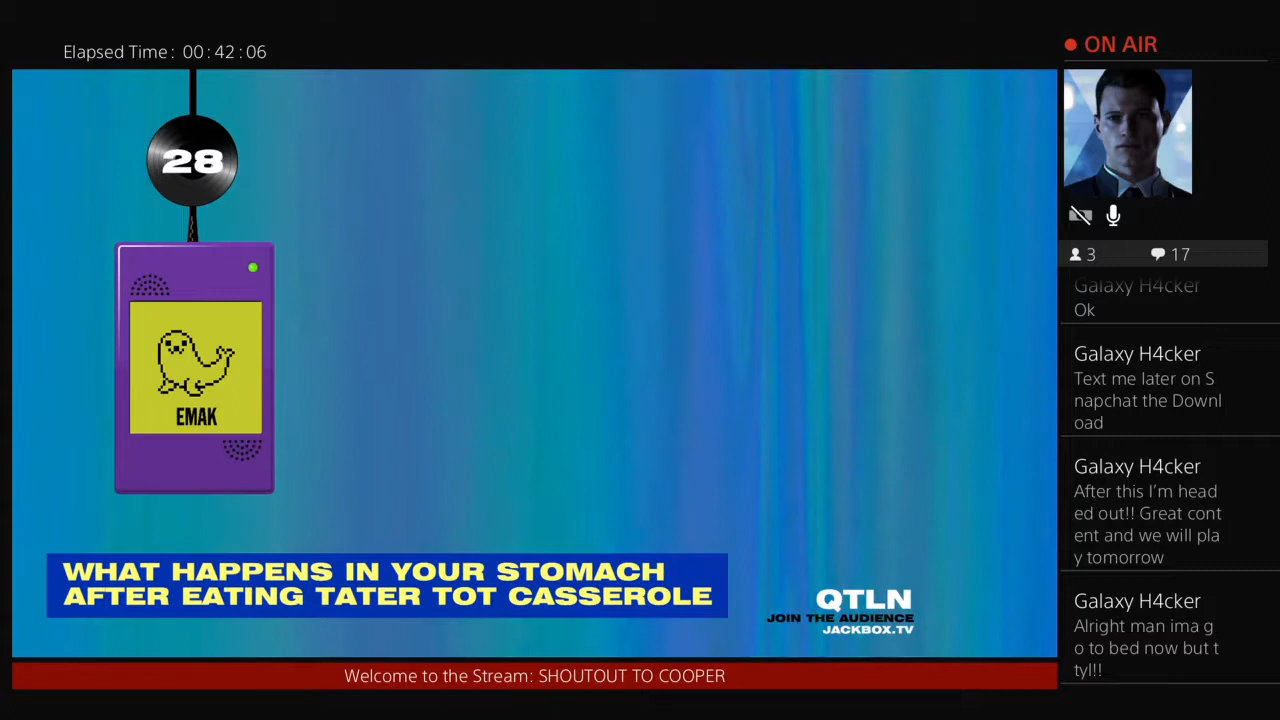 Elapsed Time: 00:42:06
ON AIR
28
EMAK
WHAT HAPPENS IN YOUR STOMACH
AFTER EATING TATER TOT CASSEROLE
QTLN
JOIN THE AUDIENCE
JACKBOX.TV
Welcome to the Stream: SHOUTOUT TO COOPER
3 17
Galaxy H4cker
Ok
Galaxy H4cker
Text me later on S
napchat the Downl
oad
Galaxy H4cker
After this I'm head
ed out!! Great cont
ent and we will pla
y tomorrow
Galaxy H4cker
Alright man ima g
o to bed now but t
tyl!!